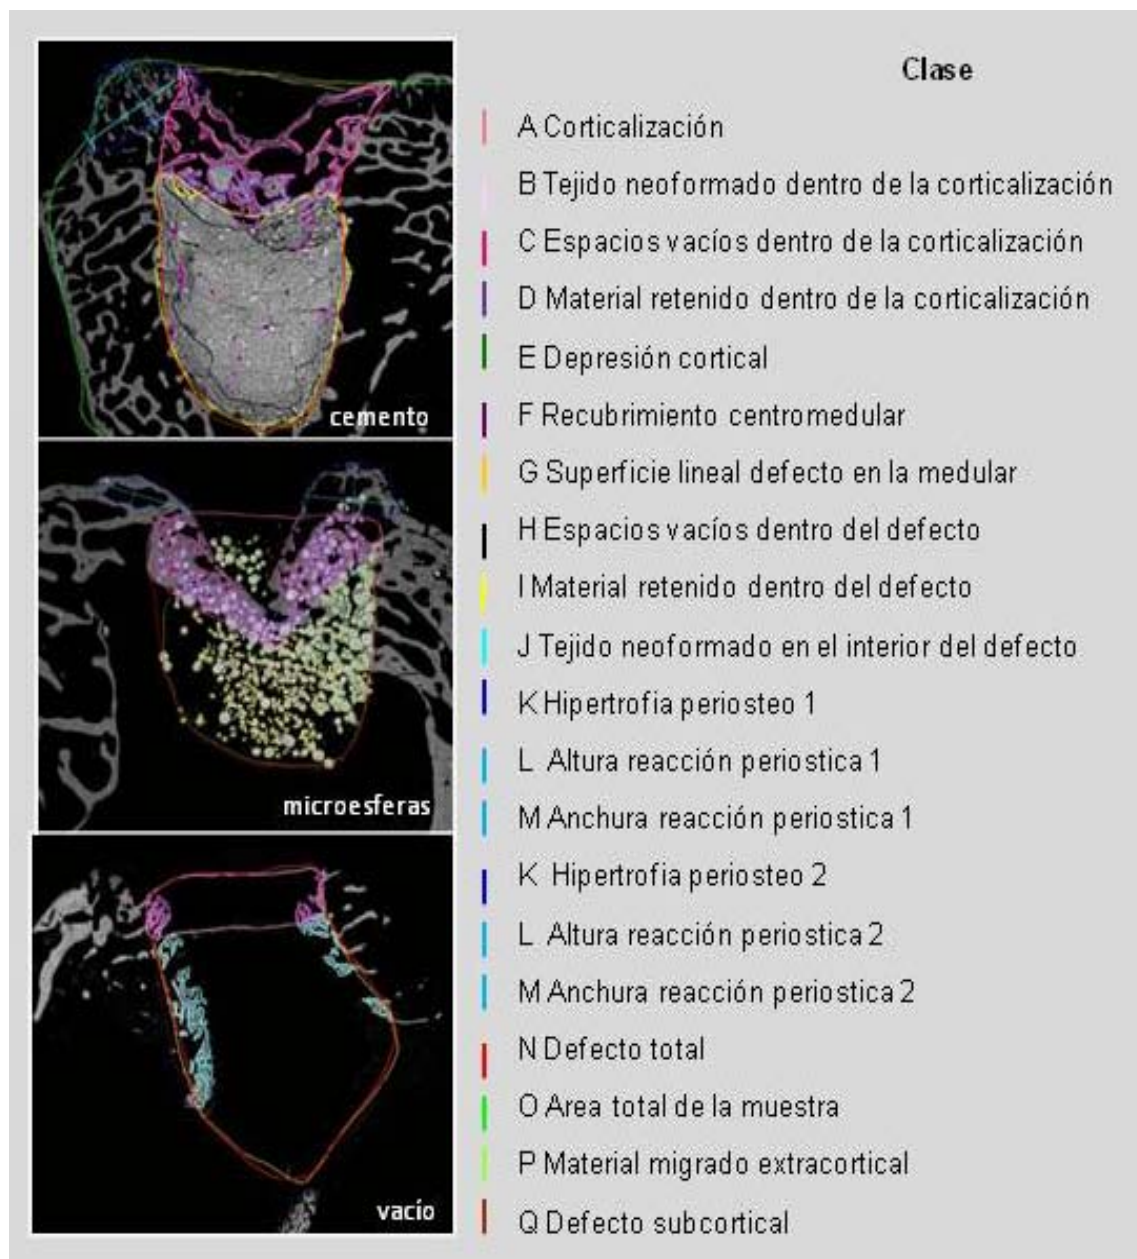 Clase
A Corticalización
B Tejido neoformado dentro de la corticalización
C Espacios vacíos dentro de la corticalización
D Material retenido dentro de la corticalización
E Depresión cortical
F Recubrimiento centromedular
G Superficie lineal defecto en la medular
H Espacios vacíos dentro del defecto
I Material retenido dentro del defecto
J Tejido neoformado en el interior del defecto
K Hipertrofia periosteo 1
L Altura reacción periostica 1
M Anchura reacción periostica 1
K Hipertrofia periosteo 2
L Altura reacción periostica 2
M Anchura reacción periostica 2
N Defecto total
O Area total de la muestra
P Material migrado extracortical
Q Defecto subcortical
cemento
microesferas
vacío